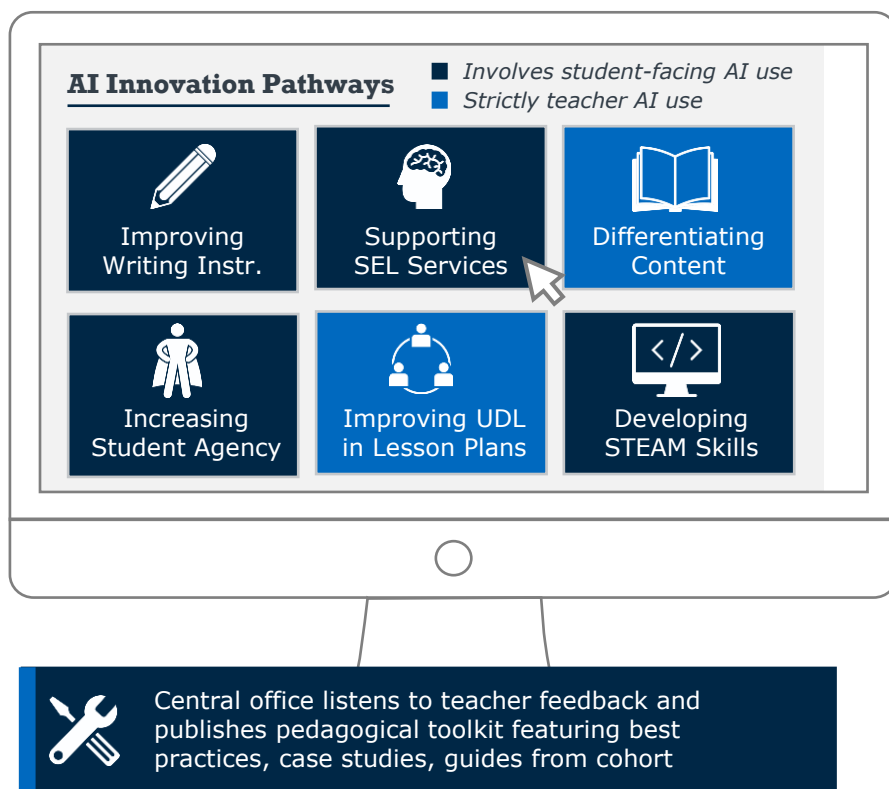 AI Innovation Pathways
Involves student-facing AI use
Strictly teacher AI use
Improving
Writing Instr.
Supporting
SEL Services
Differentiating
Content
Increasing
Student Agency
Improving UDL
in Lesson Plans
</>
Developing
STEAM Skills
Central office listens to teacher feedback and
publishes pedagogical toolkit featuring best
practices, case studies, guides from cohort